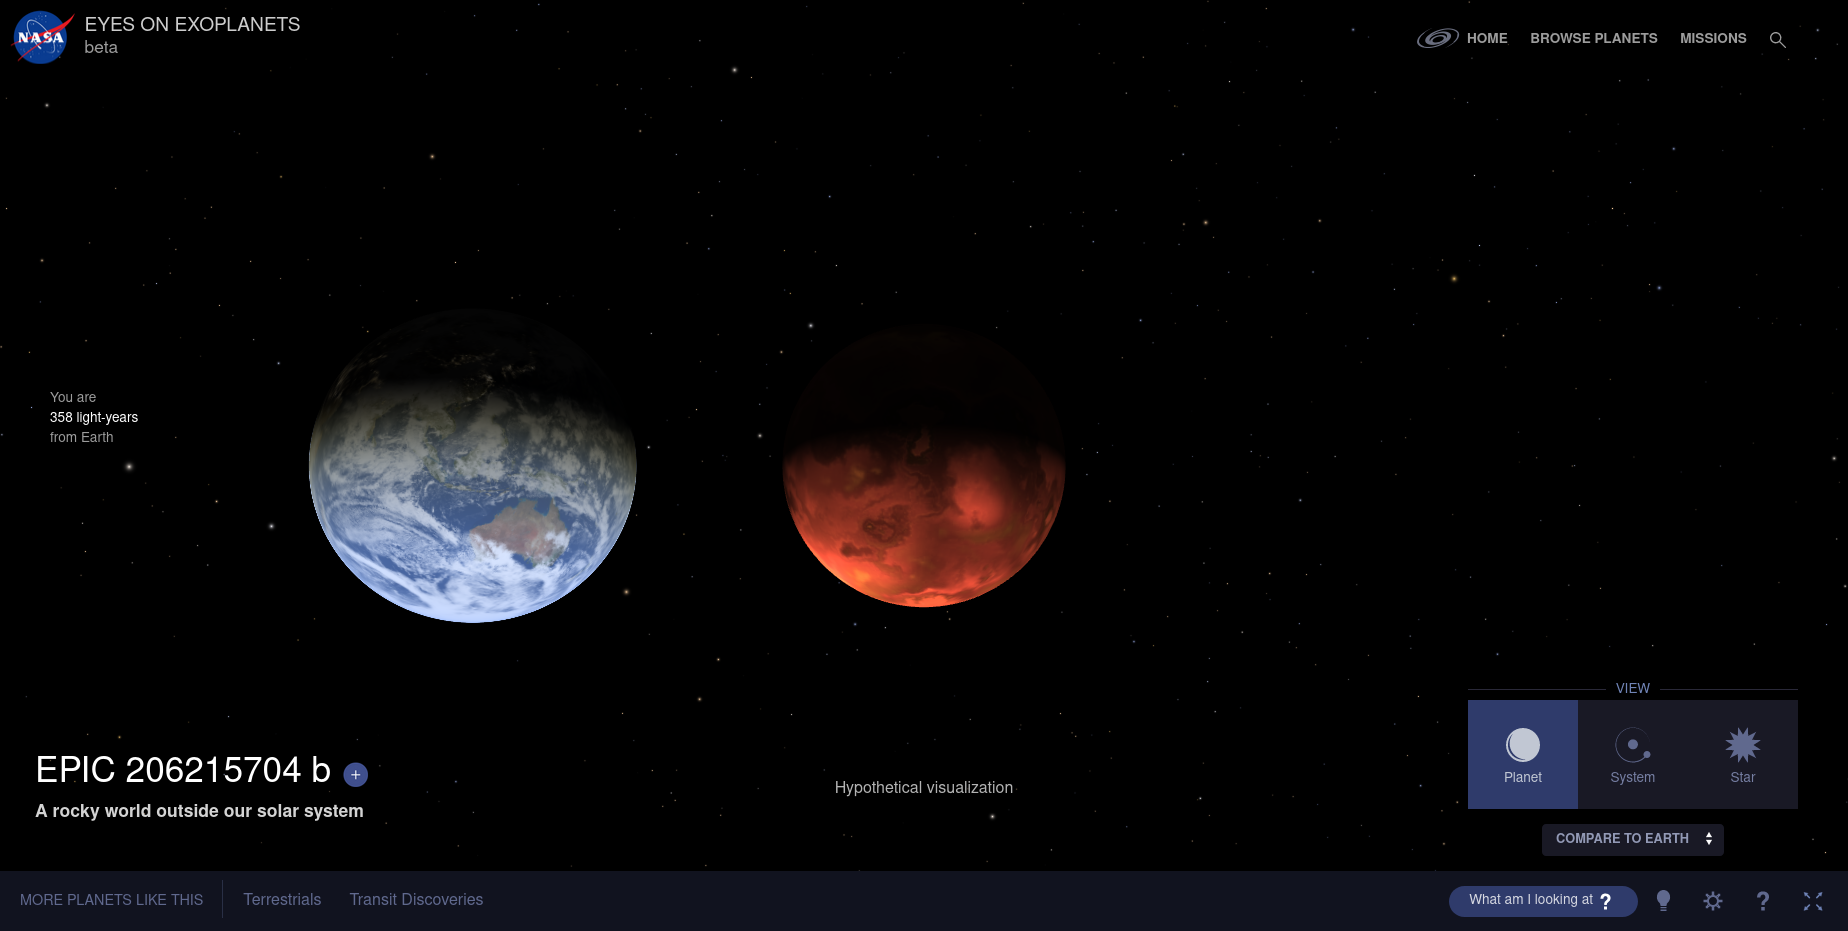 NASA
EYES ON EXOPLANETS
beta
HOME
BROWSE PLANETS
MISSIONS
You are
358 light-years
from Earth
EPIC 206215704 b +
A rocky world outside our solar system
Hypothetical visualization
VIEW
Planet
System
Star
COMPARE TO EARTH
MORE PLANETS LIKE THIS
Terrestrials
Transit Discoveries
What am I looking at ?
?